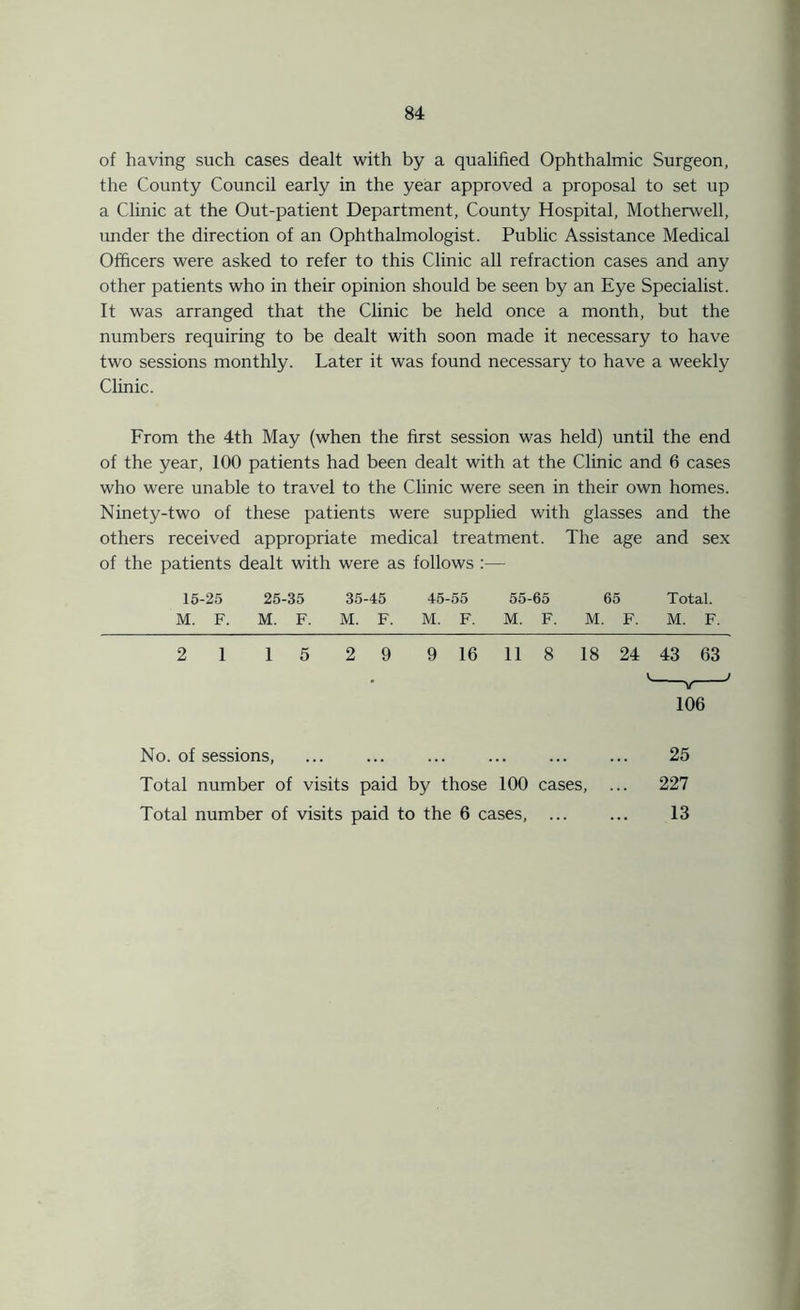 84
of having such cases dealt with by a qualified Ophthalmic Surgeon,
the County Council early in the year approved a proposal to set up
a Clinic at the Out-patient Department, County Hospital, Motherwell,
under the direction of an Ophthalmologist. Public Assistance Medical
Officers were asked to refer to this Clinic all refraction cases and any
other patients who in their opinion should be seen by an Eye Specialist.
It was arranged that the Clinic be held once a month, but the
numbers requiring to be dealt with soon made it necessary to have
two sessions monthly. Later it was found necessary to have a weekly
Clinic.
From the 4th May (when the first session was held) until the end
of the year, 100 patients had been dealt with at the Clinic and 6 cases
who were unable to travel to the Clinic were seen in their own homes.
Ninety-two of these patients were supplied with glasses and the
others received appropriate medical treatment. The age and sex
of the patients dealt with were as follows :—
15-25 25-35 35-45 45-55 55-65 65 Total.
M. F. M. F. M. F. M. F. M. F. M. F. M. F.
2 1 1 5 2 9 9 16 11 8 18 24 43 63
106
No. of sessions, ... ... ... ... ... ... 25
Total number of visits paid by those 100 cases, ... 227
Total number of visits paid to the 6 cases, ... ... 13